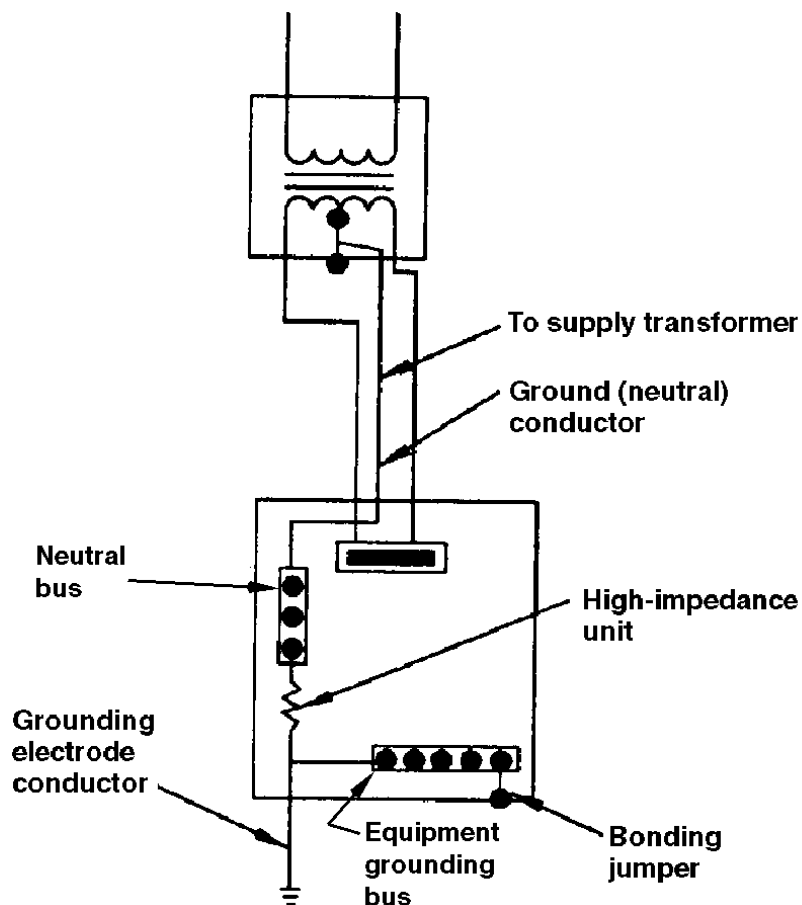 To supply transformer
Ground (neutral)
conductor
Neutral
bus
High-impedance
unit
Grounding
electrode
conductor
Equipment
grounding
bus
Bonding
jumper